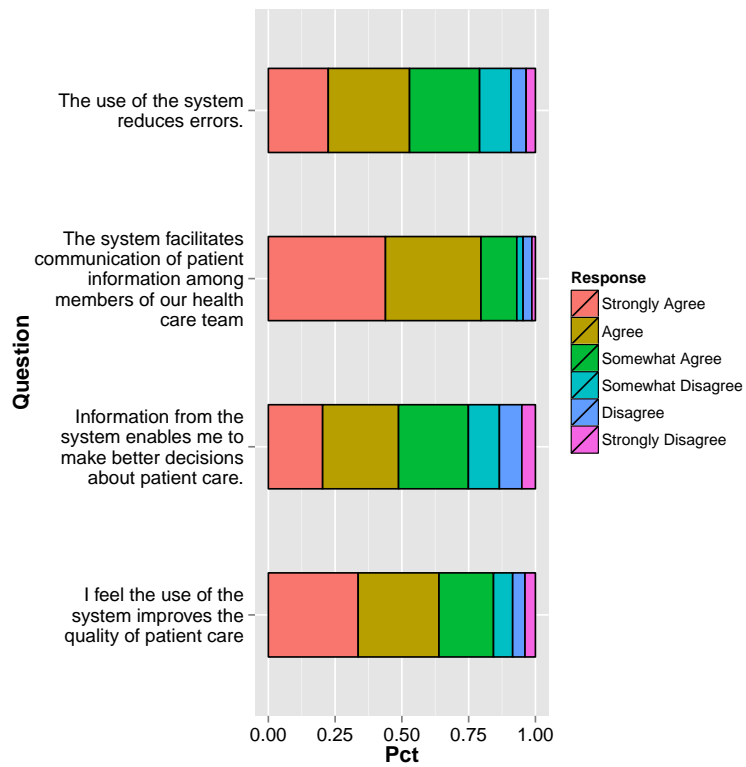 The use of the system
reduces errors.
The system facilitates
communication of patient
information among
members of our health
care team
Information from the
system enables me to
make better decisions
about patient care.
I feel the use of the
system improves the
quality of patient care
Question
0.00 0.25 0.50 0.75 1.00
Pct
Response
Strongly Agree
Agree
Somewhat Agree
Somewhat Disagree
Disagree
Strongly Disagree